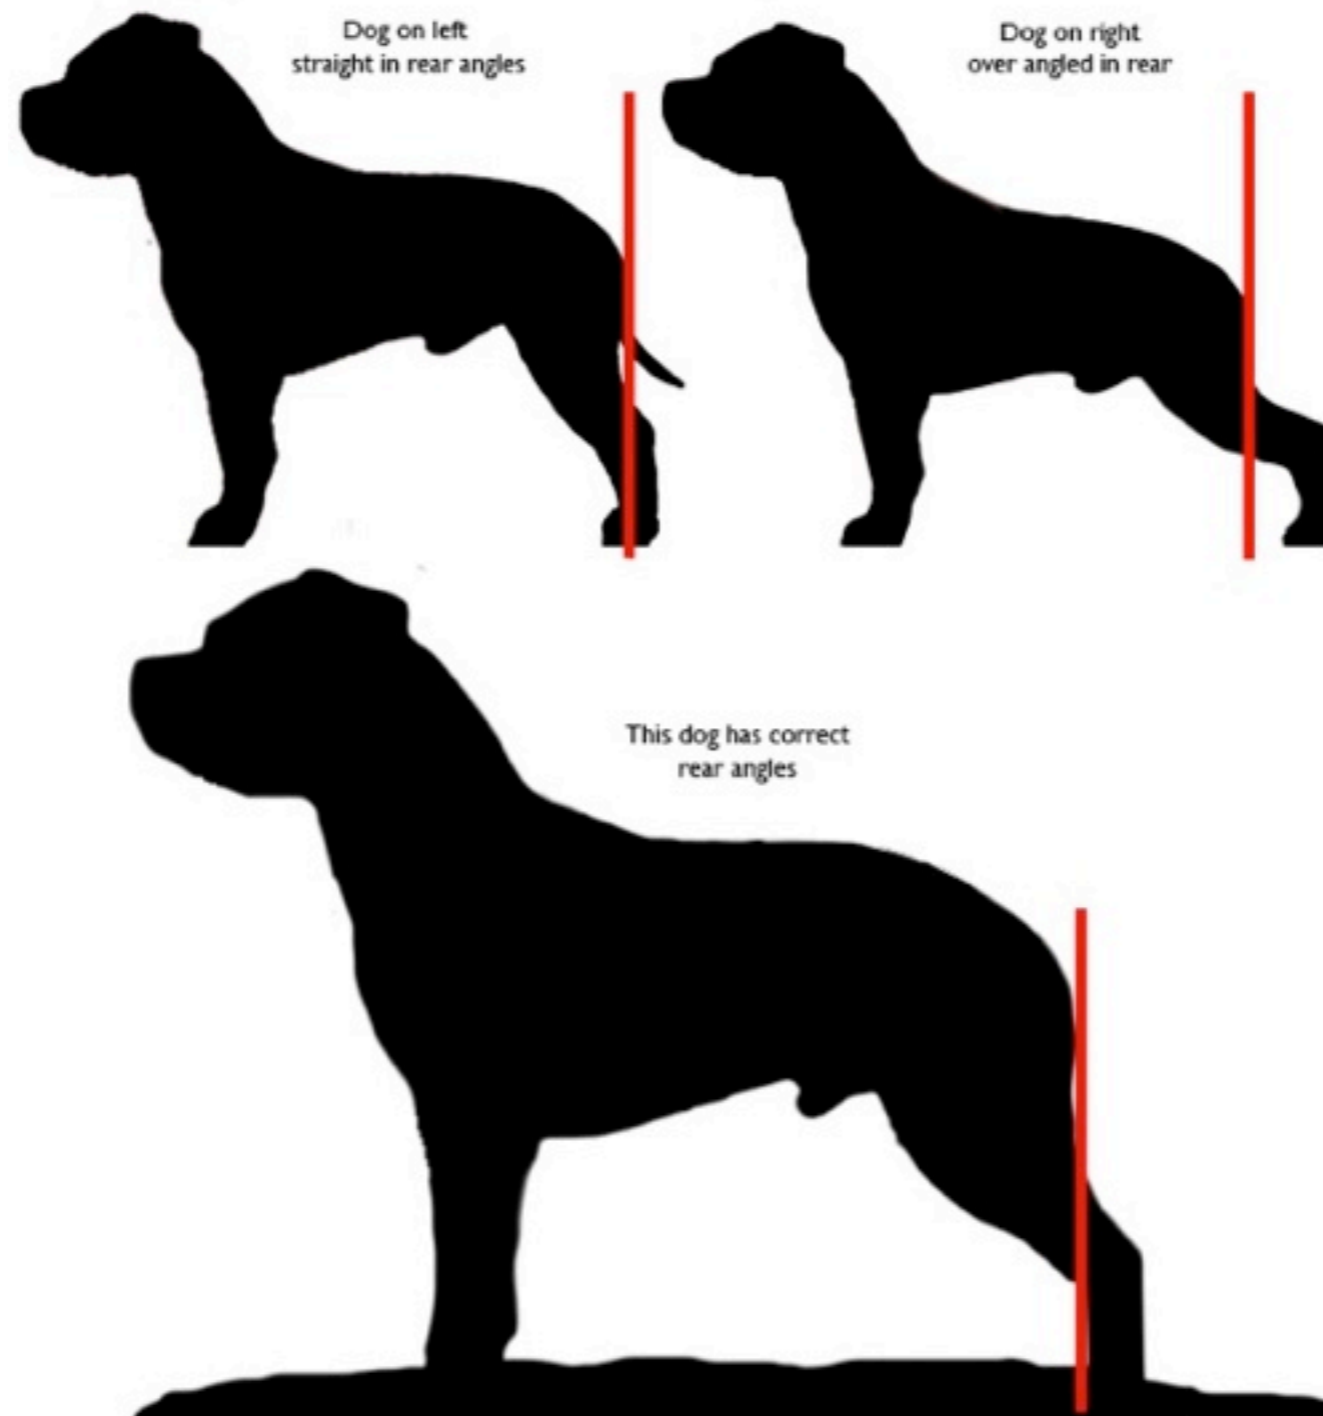 Dog on left
straight in rear angles
Dog on right
over angled in rear
This dog has correct
rear angles